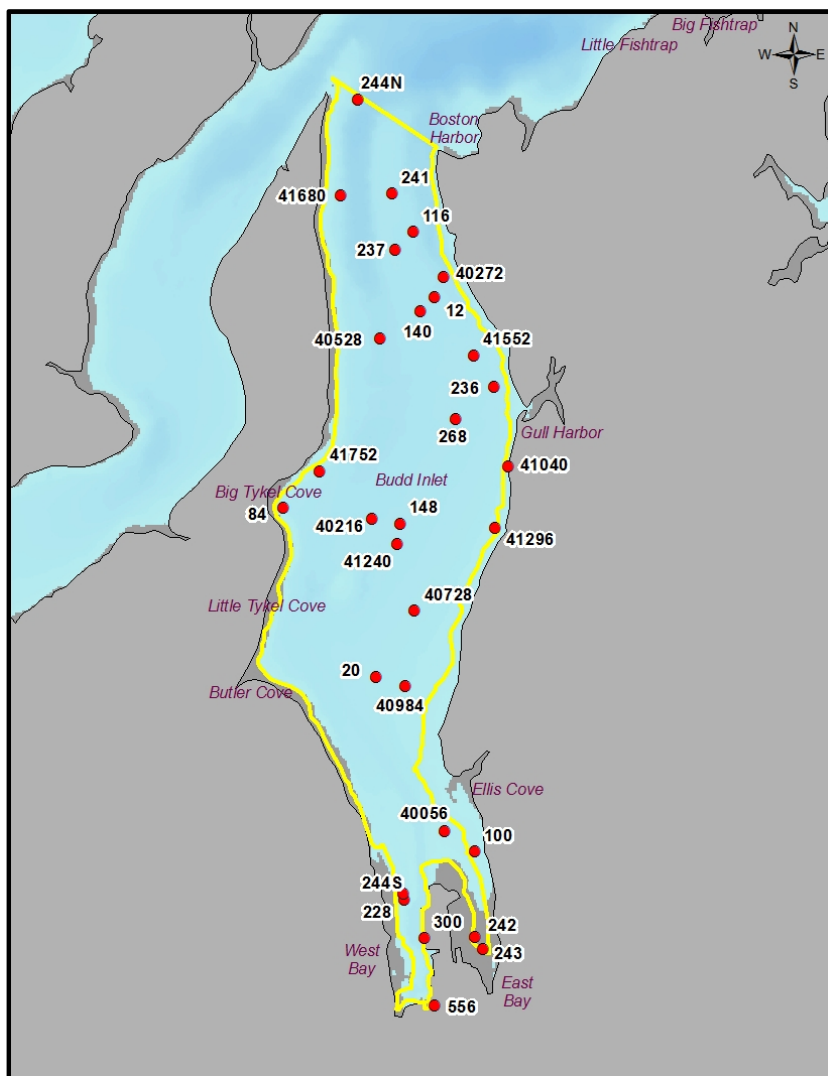 Big Fishtrap
N
Little Fishtrap
W E
S
244N
Boston
Harbor
241
41680
116
237
40272
12
140
40528
41552
236
268
Gull Harbor
41752
41040
Budd Inlet
Big Tykel Cove
84
40216
148
41296
41240
Little Tykel Cove
40728
20
Butler Cove
40984
Ellis Cove
40056
100
244S
228
300
242
West
Bay
243
East
Bay
556